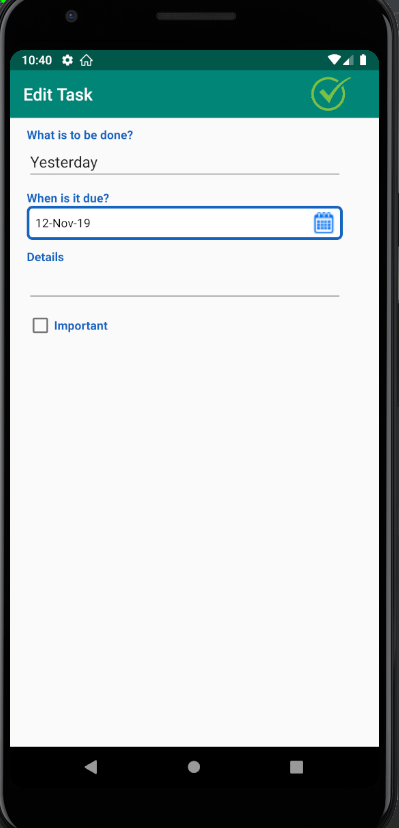 10:40
Edit Task
What is to be done?
Yesterday
When is it due?
12-Nov-19
Details
Important